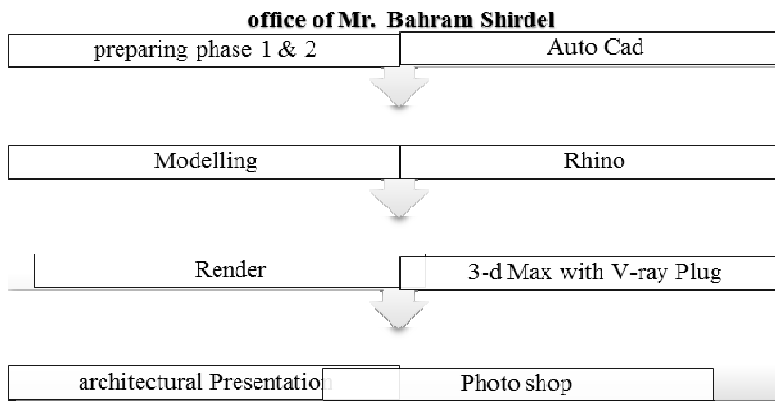 office of Mr. Bahram Shirdel
preparing phase 1 & 2
Auto Cad
Modelling
Rhino
Render
3-d Max with V-ray Plug
architectural Presentation
Photo shop